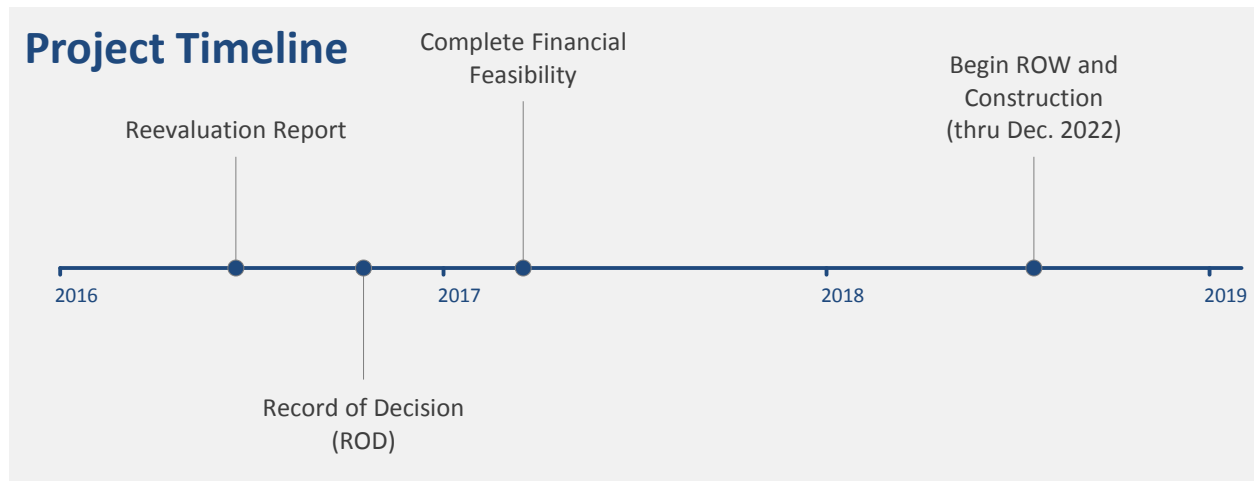 Project Timeline
Complete Financial
Feasibility
Begin ROW and
Construction
(thru Dec. 2022)
Reevaluation Report
2016
2017
2018
2019
Record of Decision
(ROD)